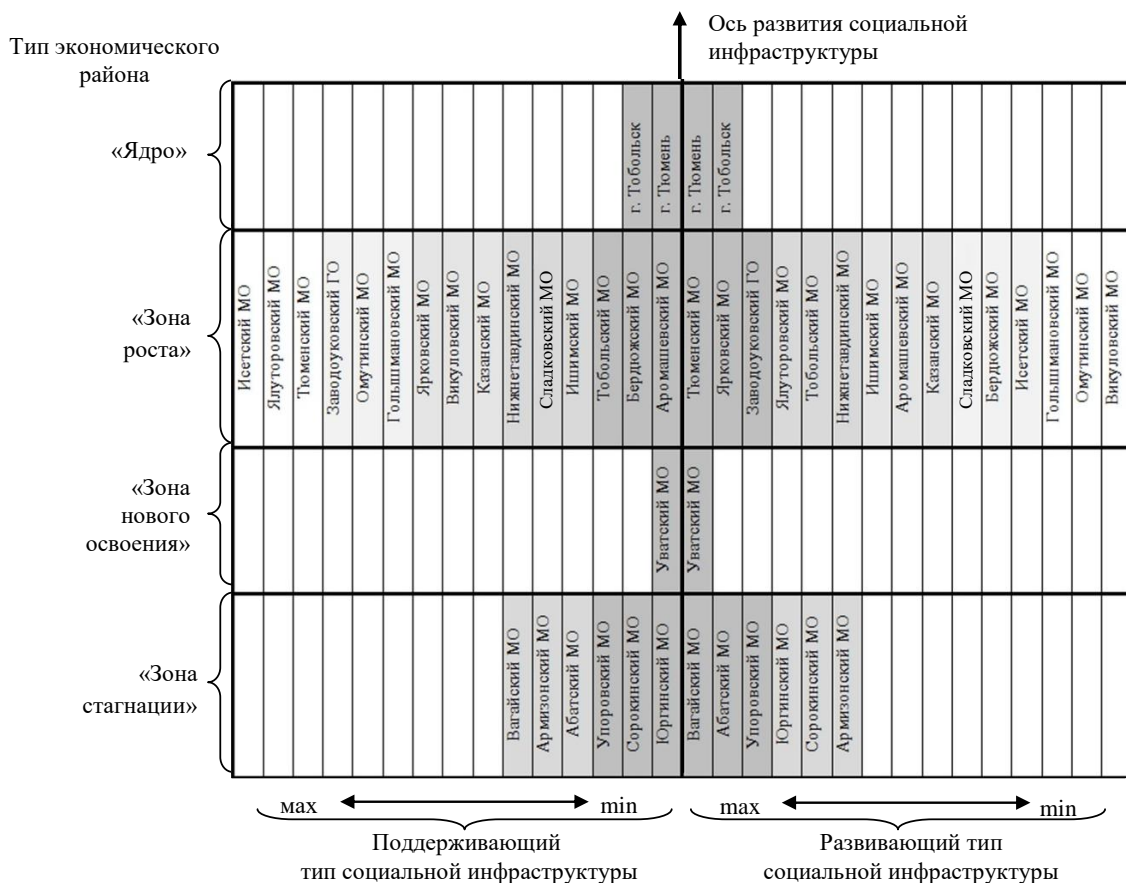 Ось развития социальной
инфраструктуры
Тип экономического
района
«Ядро»
г. Тобольск
г. Тюмень
г. Тюмень
г. Тобольск
«Зона
роста»
Исетский МО
Ялуторовский МО
Тюменский МО
Заводоуковский ГО
Омутинский МО
Голышмановский МО
Ярковский МО
Викуловский МО
Казанский МО
Нижнетавдинский МО
Сладковский МО
Ишимский МО
Тобольский МО
Бердюжский МО
Аромашевский МО
Тюменский МО
Ярковский МО
Заводоуковский ГО
Ялуторовский МО
Тобольский МО
Нижнетавдинский МО
Ишимский МО
Аромашевский МО
Казанский МО
Сладковский МО
Бердюжский МО
Исетский МО
Голышмановский МО
Омутинский МО
Викуловский МО
«Зона
нового
освоения»
Уватский МО
Уватский МО
«Зона
стагнации»
Вагайский МО
Армизонский МО
Абатский МО
Упоровский МО
Сорокинский МО
Юргинский МО
Вагайский МО
Абатский МО
Упоровский МО
Юргинский МО
Сорокинский МО
Армизонский МО
мах
min
max
min
Поддерживающий
тип социальной инфраструктуры
Развивающий тип
социальной инфраструктуры